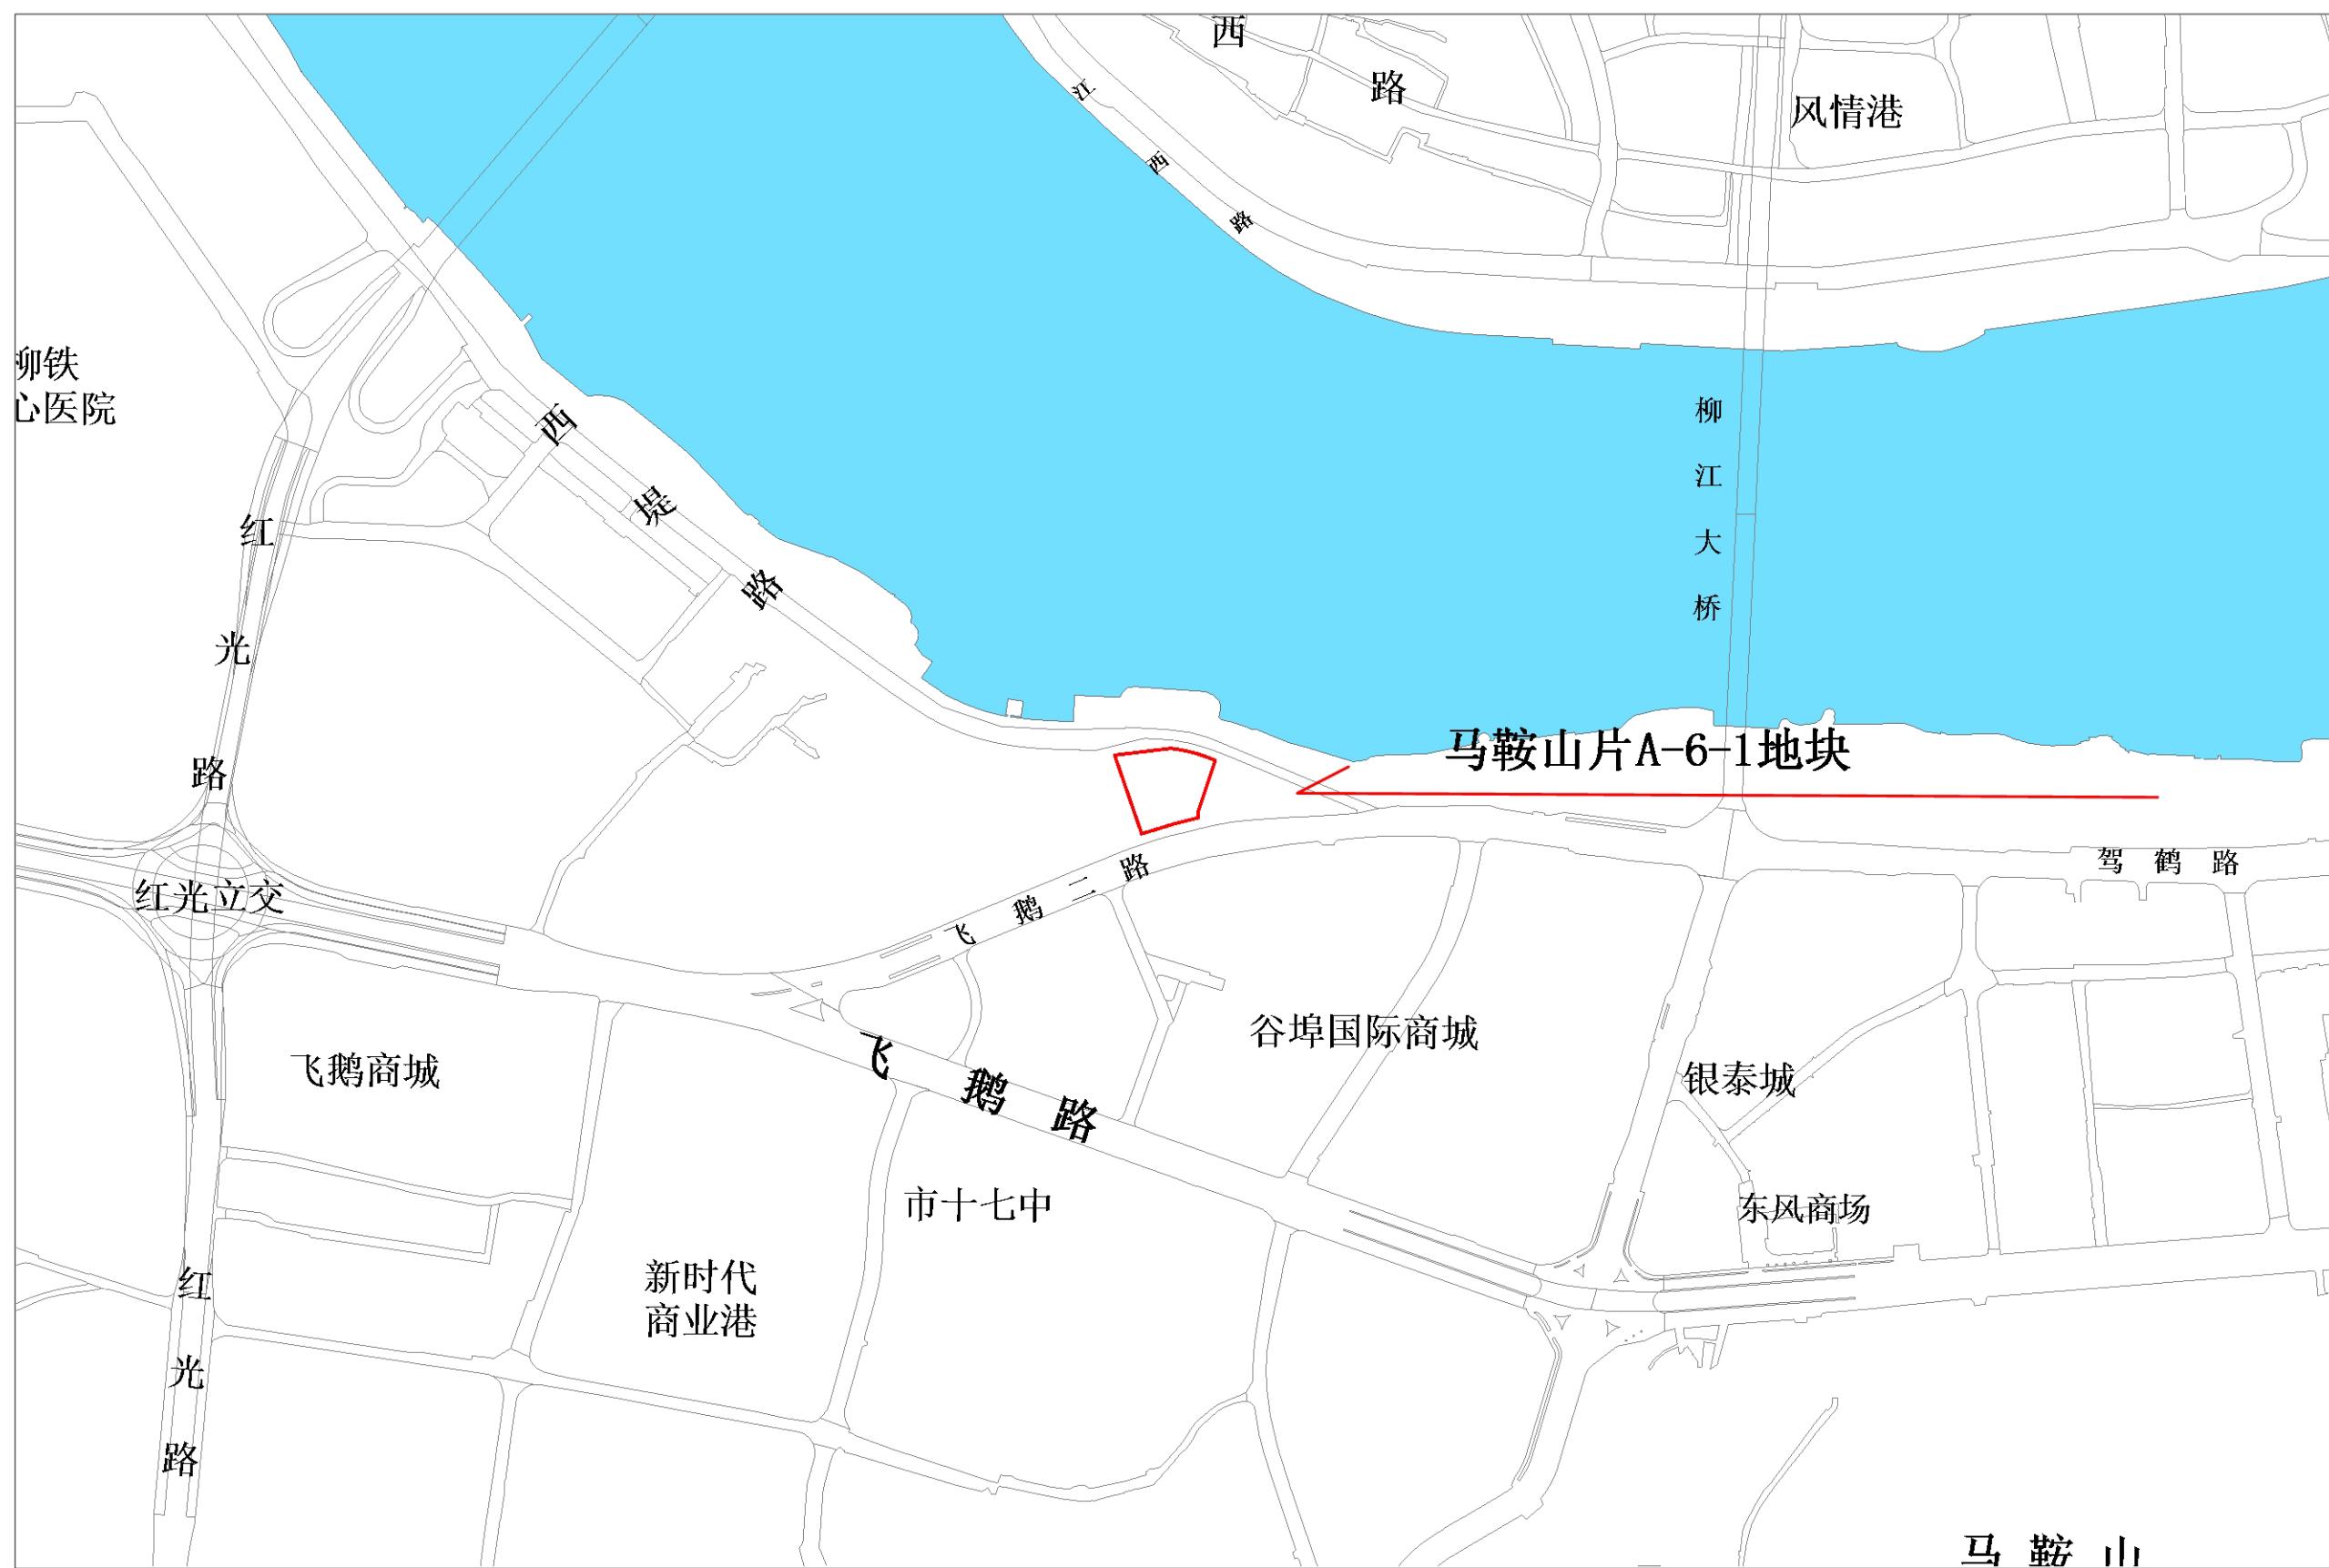 西
路
江西路
风情港
柳铁
心医院
西堤路
柳江大桥
红光路
马鞍山片A-6-1地块
驾鹤路
飞鹅二路
红光立交
谷埠国际商城
飞鹅商城
飞鹅路
银泰城
市十七中
东风商场
新时代
商业港
红光路
马鞍山